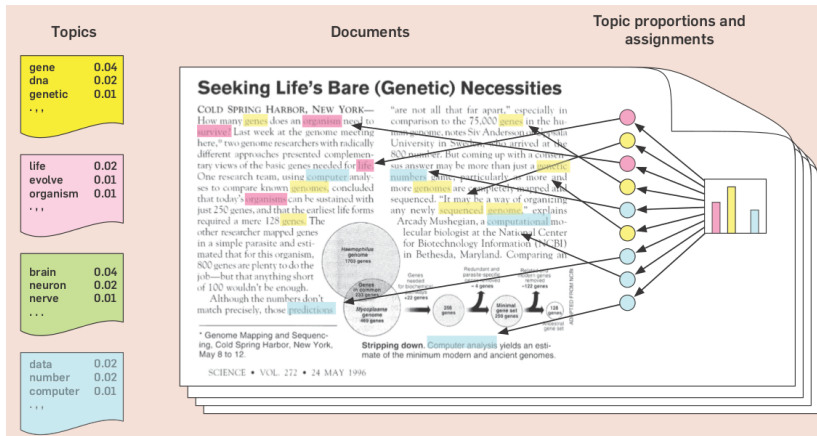 Topics
gene 0.04
dna 0.02
genetic 0.01
. , ,
life 0.02
evolve 0.01
organism 0.01
. , ,
brain 0.04
neuron 0.02
nerve 0.01
...
data 0.02
number 0.02
computer 0.01
. , ,
Documents
Topic proportions and
assignments
Seeking Life's Bare (Genetic) Necessities
COLD SPRING HARBOR, NEW YORK—
How many genes does an organism need to
survive? Last week at the genome meeting
here,* two genome researchers with radically
different approaches presented complemen-
tary views of the basic genes needed for life.
One research team, using computer analy-
ses to compare known genomes, concluded
that today's organisms can be sustained with
just 250 genes, and that the earliest life forms
required a mere 128 genes. The
other researcher mapped genes
in a simple parasite and esti-
mated that for this organism,
800 genes are plenty to do the
job—but that anything short
of 100 wouldn't be enough.
Although the numbers don't
match precisely, those predictions
* Genome Mapping and Sequenc-
ing, Cold Spring Harbor, New York,
May 8 to 12.
"are not all that far apart," especially in
comparison to the 75,000 genes in the hu-
man genome, notes Siv Andersson
University in Sweden, who arrived at the
800 number. But coming up with a consen-
sus answer may be more than just a genetic
numbers game, particularly as more and
more genomes are completely mapped and
sequenced. "It may be a way of organizing
any newly sequenced genome," explains
Arcady Mushegian, a computational mo-
lecular biologist at the National Center
for Biotechnology Information (NCBI)
in Bethesda, Maryland. Comparing an
Haemophilus
genome
1703 genes
Genes
in common
233 genes
Mycoplasma
genome
469 genes
Genes
needed
for biochemical
+22 genes
256
genes
Redundant and
parasite-specific
removed
– 4 genes
Minimal
gene set
250 genes
removed
–122 genes
128
genes
gene set
ADAPTED FROM NCBI
Stripping down. Computer analysis yields an esti-
mate of the minimum modern and ancient genomes.
SCIENCE • VOL. 272 • 24 MAY 1996